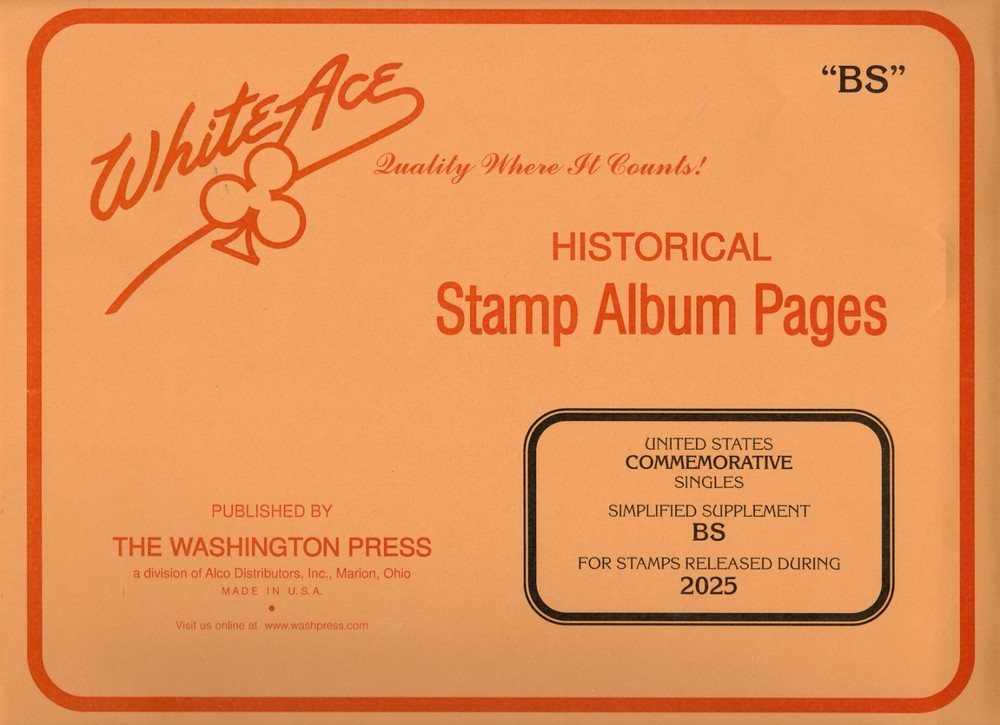 "BS"
White Ace
Quality Where It Counts!
HISTORICAL
Stamp Album Pages
UNITED STATES
COMMEMORATIVE
SINGLES
SIMPLIFIED SUPPLEMENT
BS
FOR STAMPS RELEASED DURING
2025
PUBLISHED BY
THE WASHINGTON PRESS
a division of Alco Distributors, Inc., Marion, Ohio
MADE IN U.S.A.
Visit us online at www.washpress.com